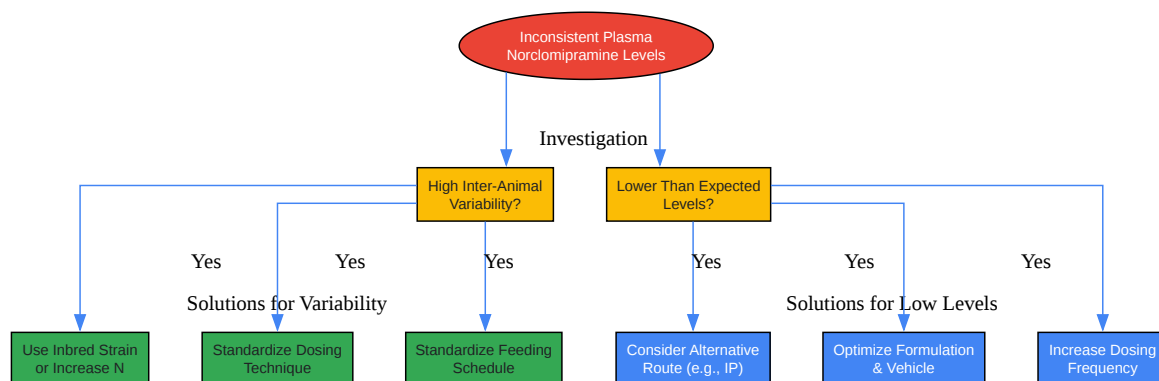 Inconsistent Plasma
Norclomipramine Levels
Investigation
High Inter-Animal
Variability?
Lower Than Expected
Levels?
Yes
Yes
Yes
Yes
Yes
Yes
Solutions for Variability
Solutions for Low Levels
Use Inbred Strain
or Increase N
Standardize Dosing
Technique
Standardize Feeding
Schedule
Consider Alternative
Route (e.g., IP)
Optimize Formulation
& Vehicle
Increase Dosing
Frequency